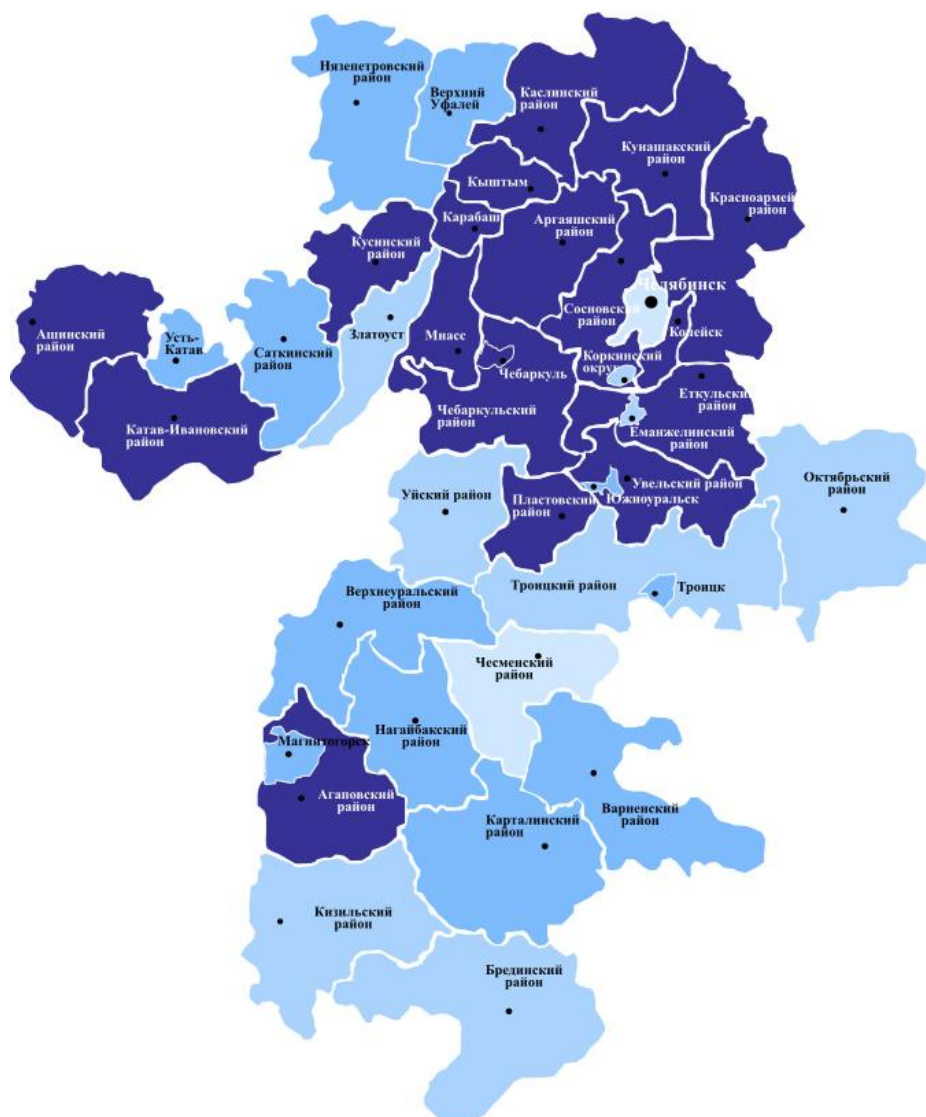 Нязепетровский
район
Верхний
Уфалей
Каслинский
район
Кунашакский
район
Кыштым
Красноармей
район
Карабаш
Аргаяшский
район
Кусинский
район
Челябинск
Ашинский
район
Усть-
Катав
Саткинский
район
Златоуст
Миасс
Сосновский
район
Копейск
Чебаркуль
Коркинский
округ
Еткульский
район
Катав-Ивановский
район
Чебаркульский
район
Еманжелинский
район
Уйский район
Пластовский
район
Увельский район
Южноуральск
Октябрьский
район
Троицкий район
Троицк
Верхнеуральский
район
Чесменский
район
Нагайбакский
район
Магнитогорск
Агаповский
район
Карталинский
район
Варненский
район
Кизильский
район
Брединский
район